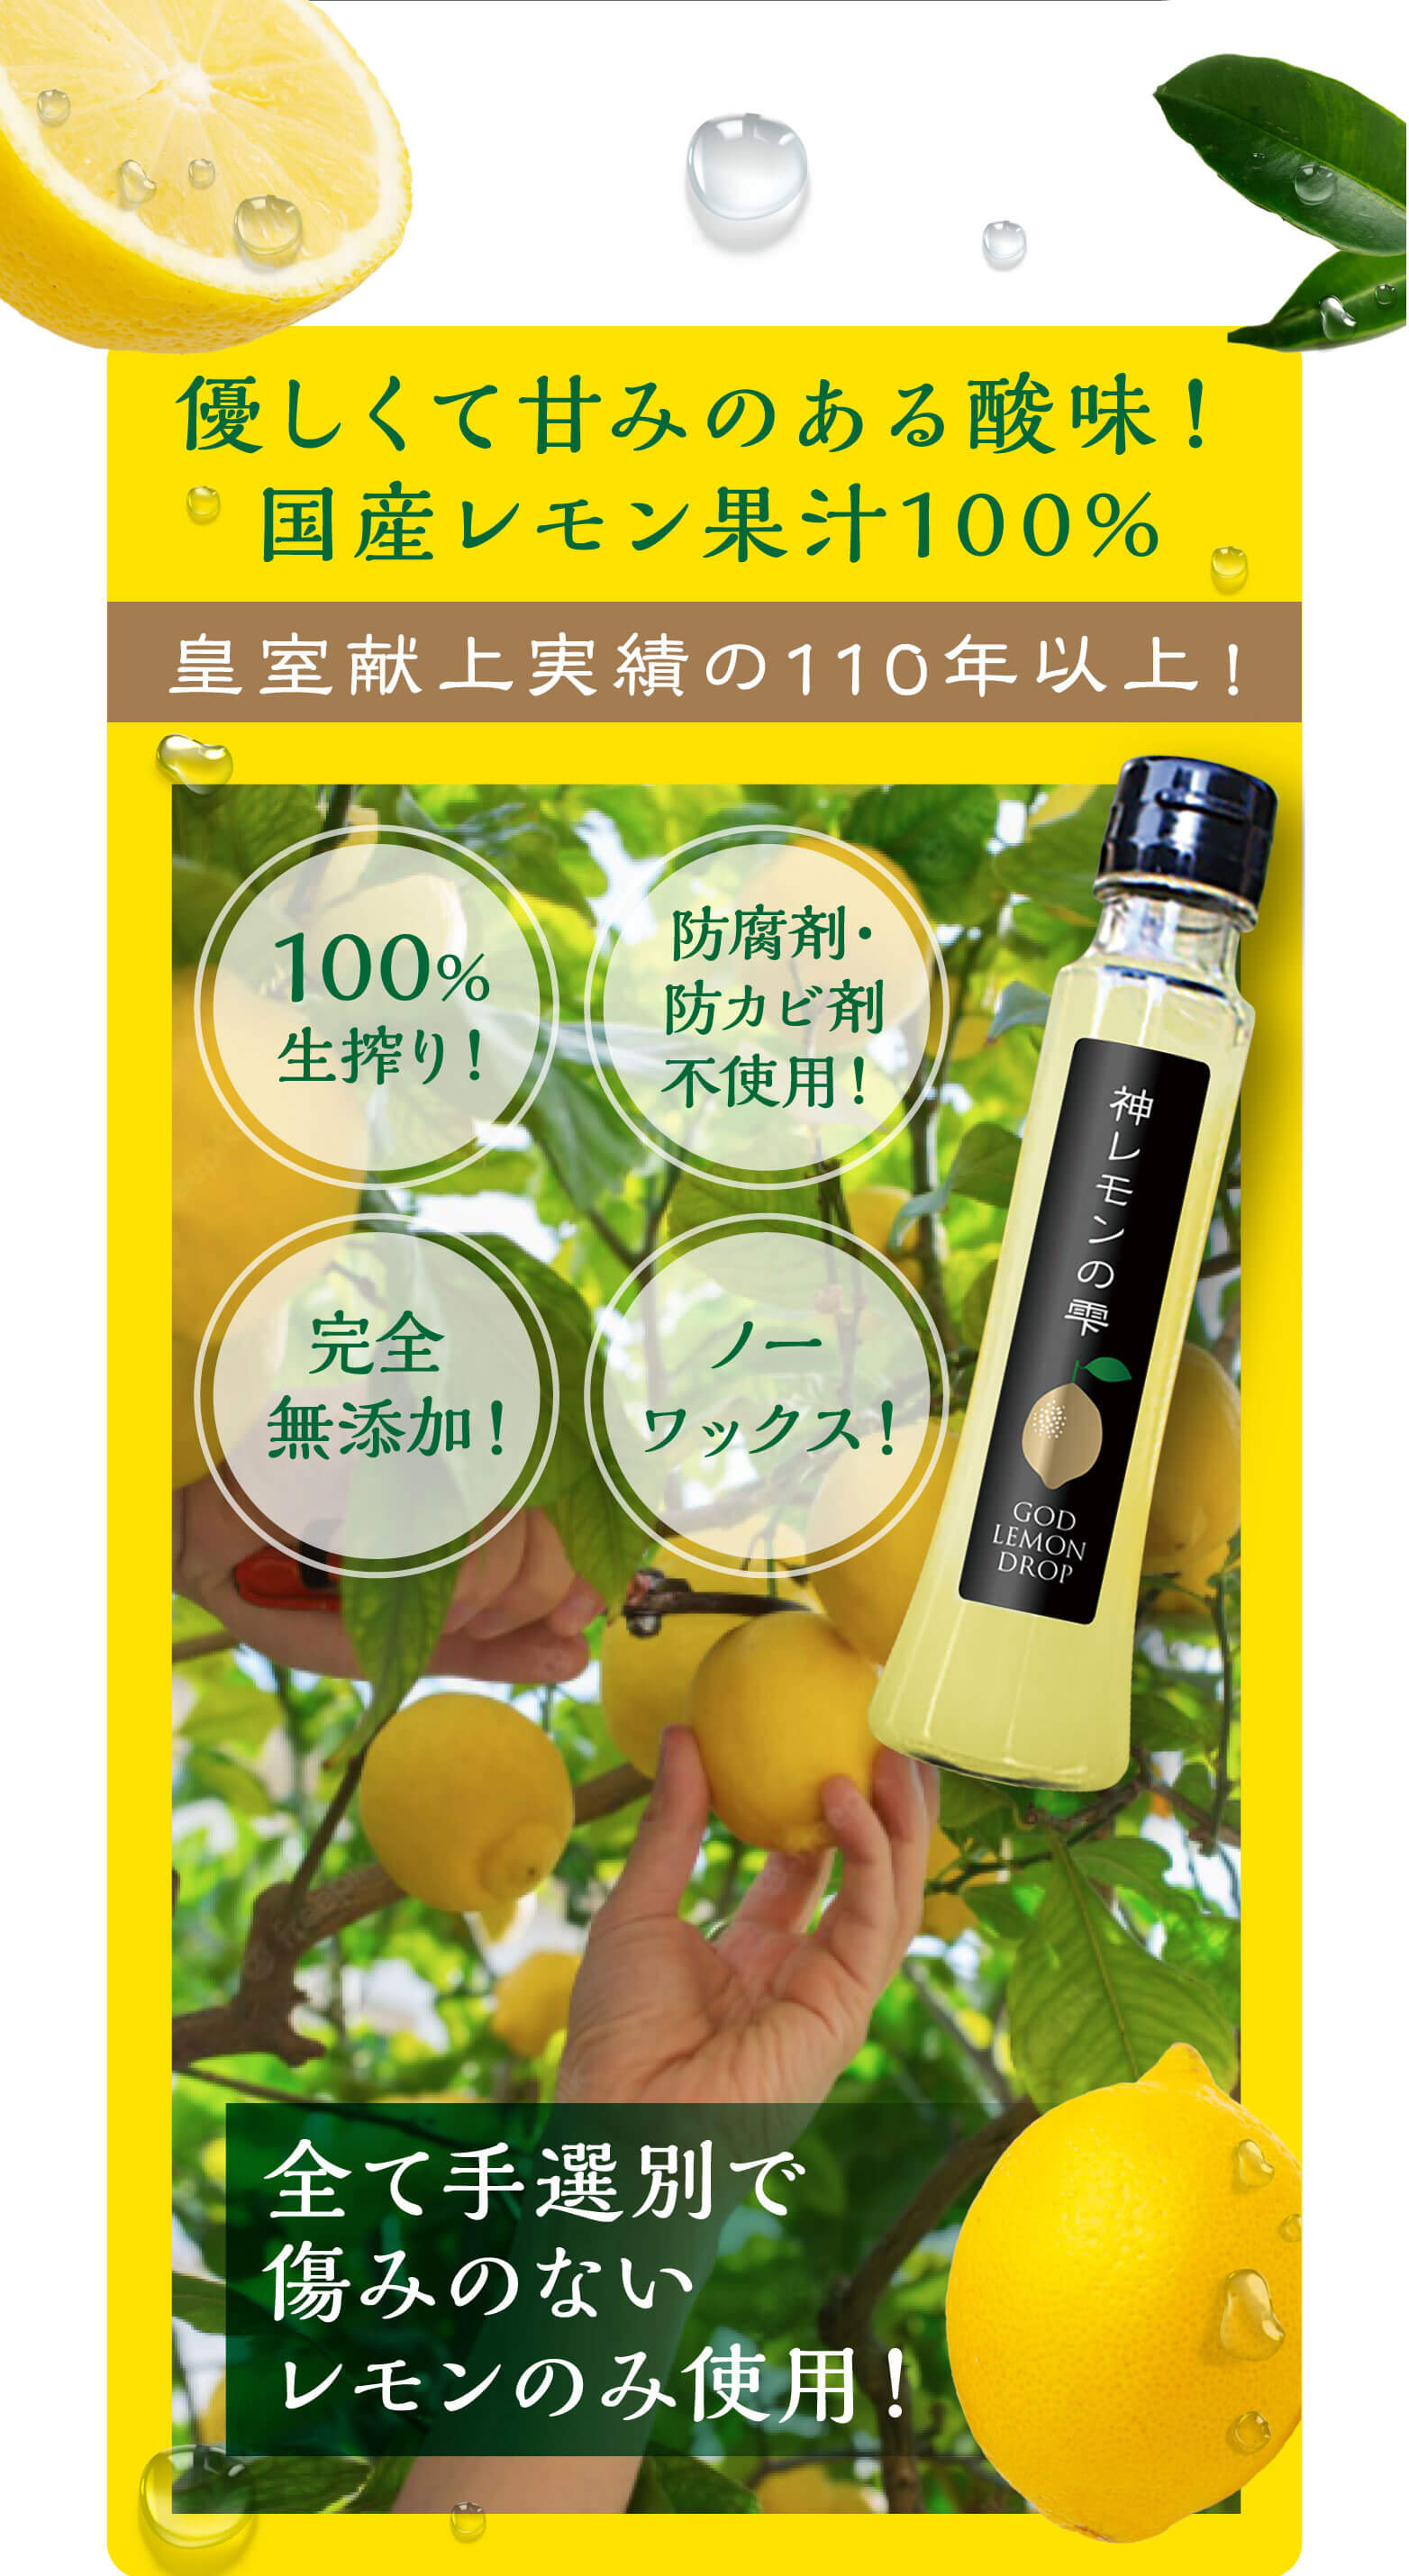 優しくて甘みのある酸味！
国産レモン果汁100%
皇室献上実績の110年以上！
100%
生搾り！
防腐剤・
防カビ剤
不使用！
完全
無添加！
ノー
ワックス！
神レモンの雫
GOD
LEMON
DROP
全て手選別で
傷みのない
レモンのみ使用！